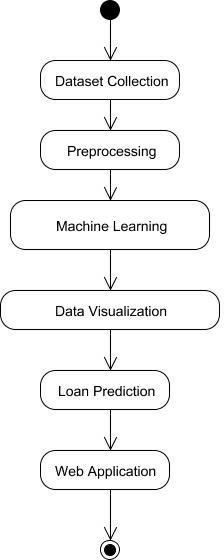 Dataset Collection
Preprocessing
Machine Learning
Data Visualization
Loan Prediction
Web Application